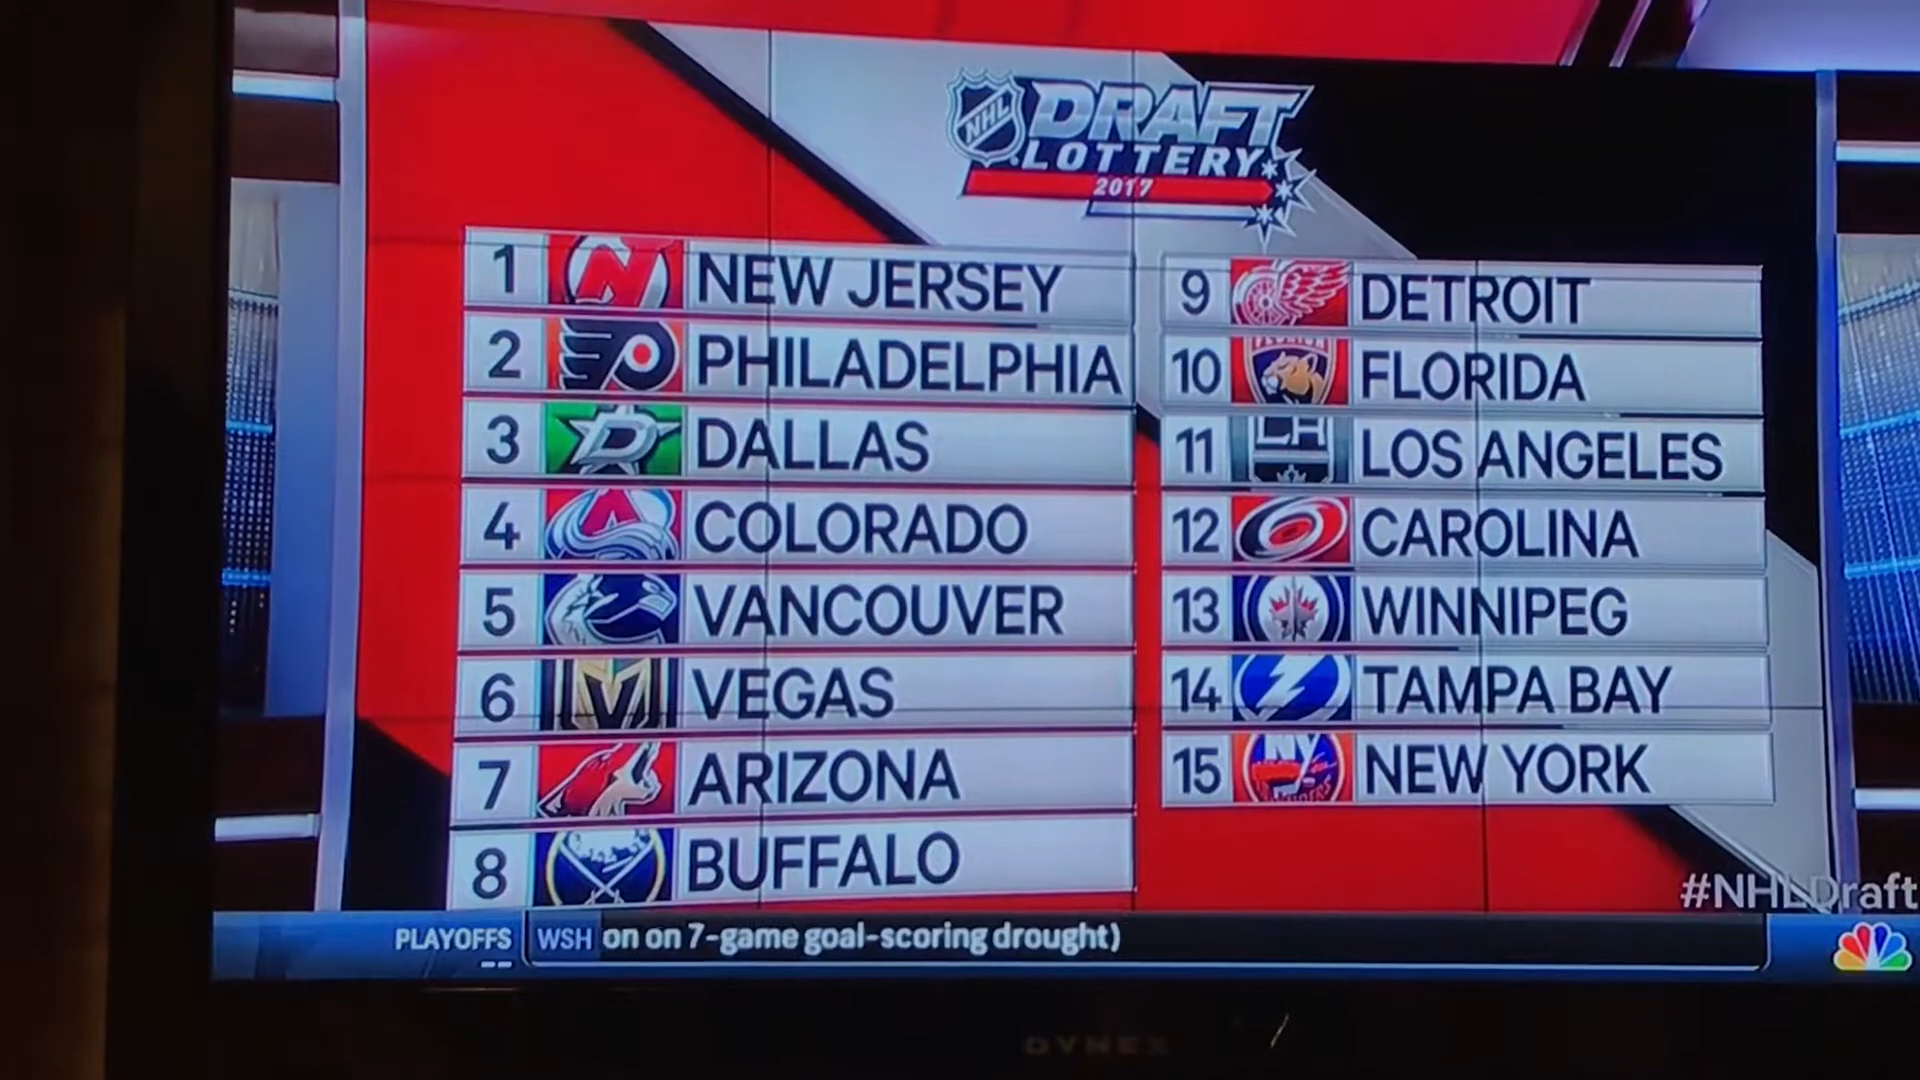 NHL DRAFT
LOTTERY
2017
1 NEW JERSEY
2 PHILADELPHIA
3 DALLAS
4 COLORADO
5 VANCOUVER
6 VEGAS
7 ARIZONA
8 BUFFALO
9 DETROIT
10 FLORIDA
11 LOS ANGELES
12 CAROLINA
13 WINNIPEG
14 TAMPA BAY
15 NY NEW YORK
#NHLDraft
PLAYOFFS WSH on on 7-game goal-scoring drought)